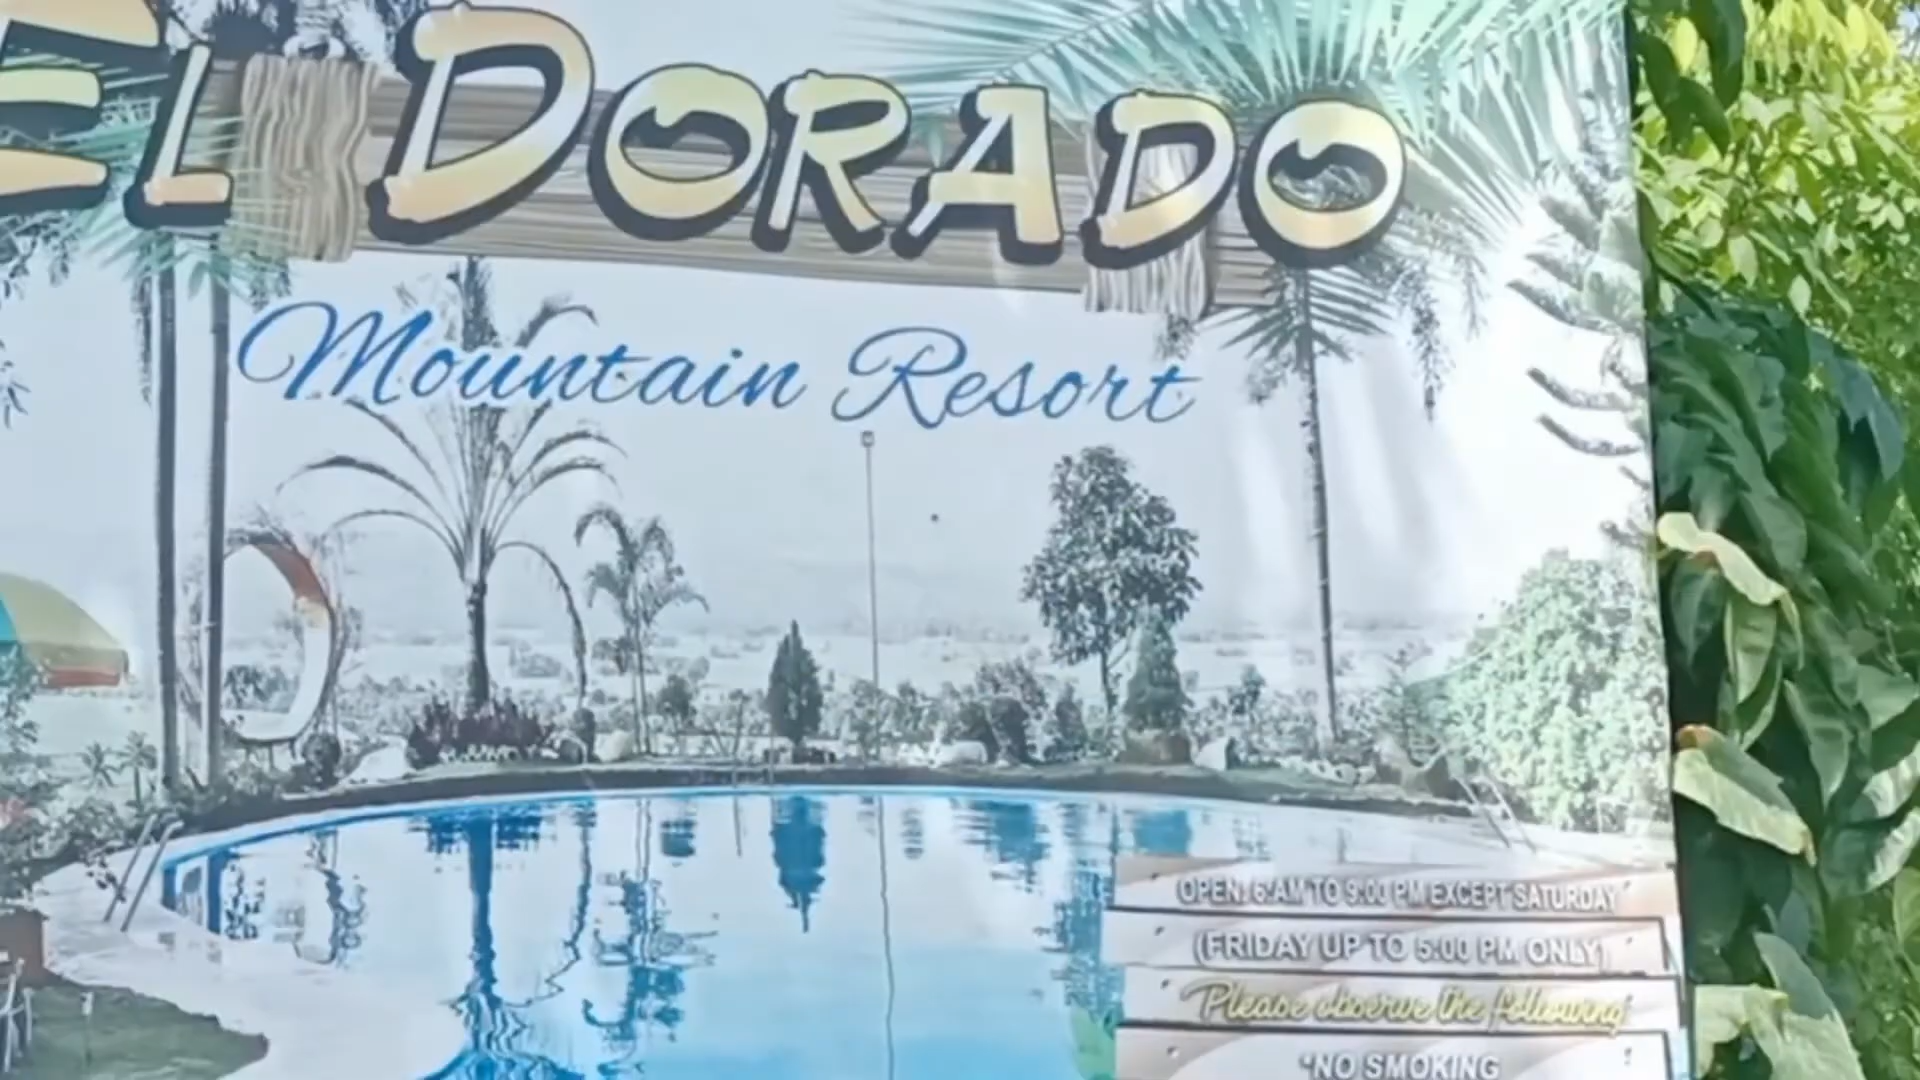 EL DORADO
Mountain Resort
OPEN: 6:AM TO 9:00 PM EXCEPT SATURDAY
(FRIDAY UP TO 5:00 PM ONLY)
Please observe the following
*NO SMOKING